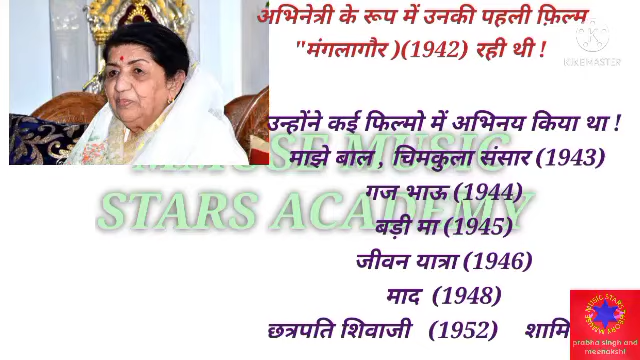 अभिनेत्री के रूप में उनकी पहली फ़िल्म
"मंगलागौर )(1942) रही थी !
KINEMASTER
उन्होंने कई फिल्मो में अभिनय किया था !
माझे बाल , चिमकुला संसार (1943)
MUSIC
गज भाऊ (1944)
STARS ACADEMY
बड़ी मा (1945)
जीवन यात्रा (1946)
माद (1948)
छत्रपति शिवाजी (1952) शामि
prabha singh and
meenakshi